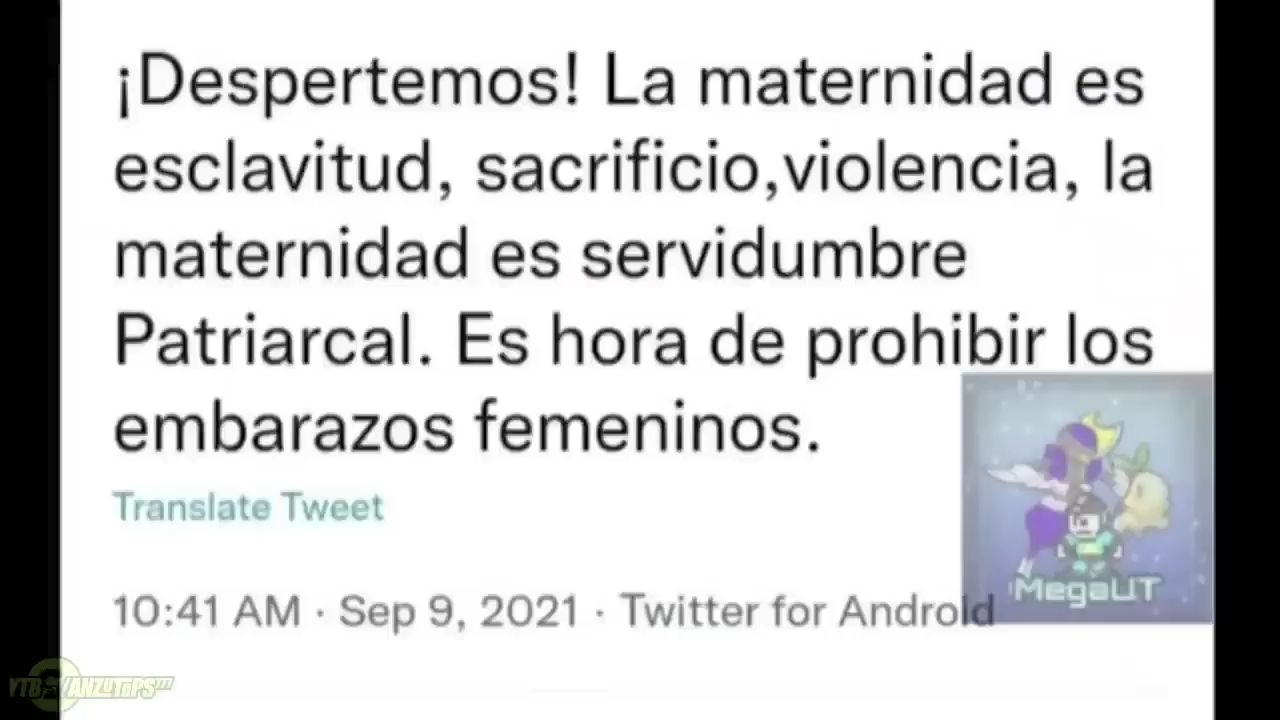 ¡Despertemos! La maternidad es
esclavitud, sacrificio,violencia, la
maternidad es servidumbre
Patriarcal. Es hora de prohibir los
embarazos femeninos.
Translate Tweet
10:41 AM · Sep 9, 2021 · Twitter for Android
MegaUT